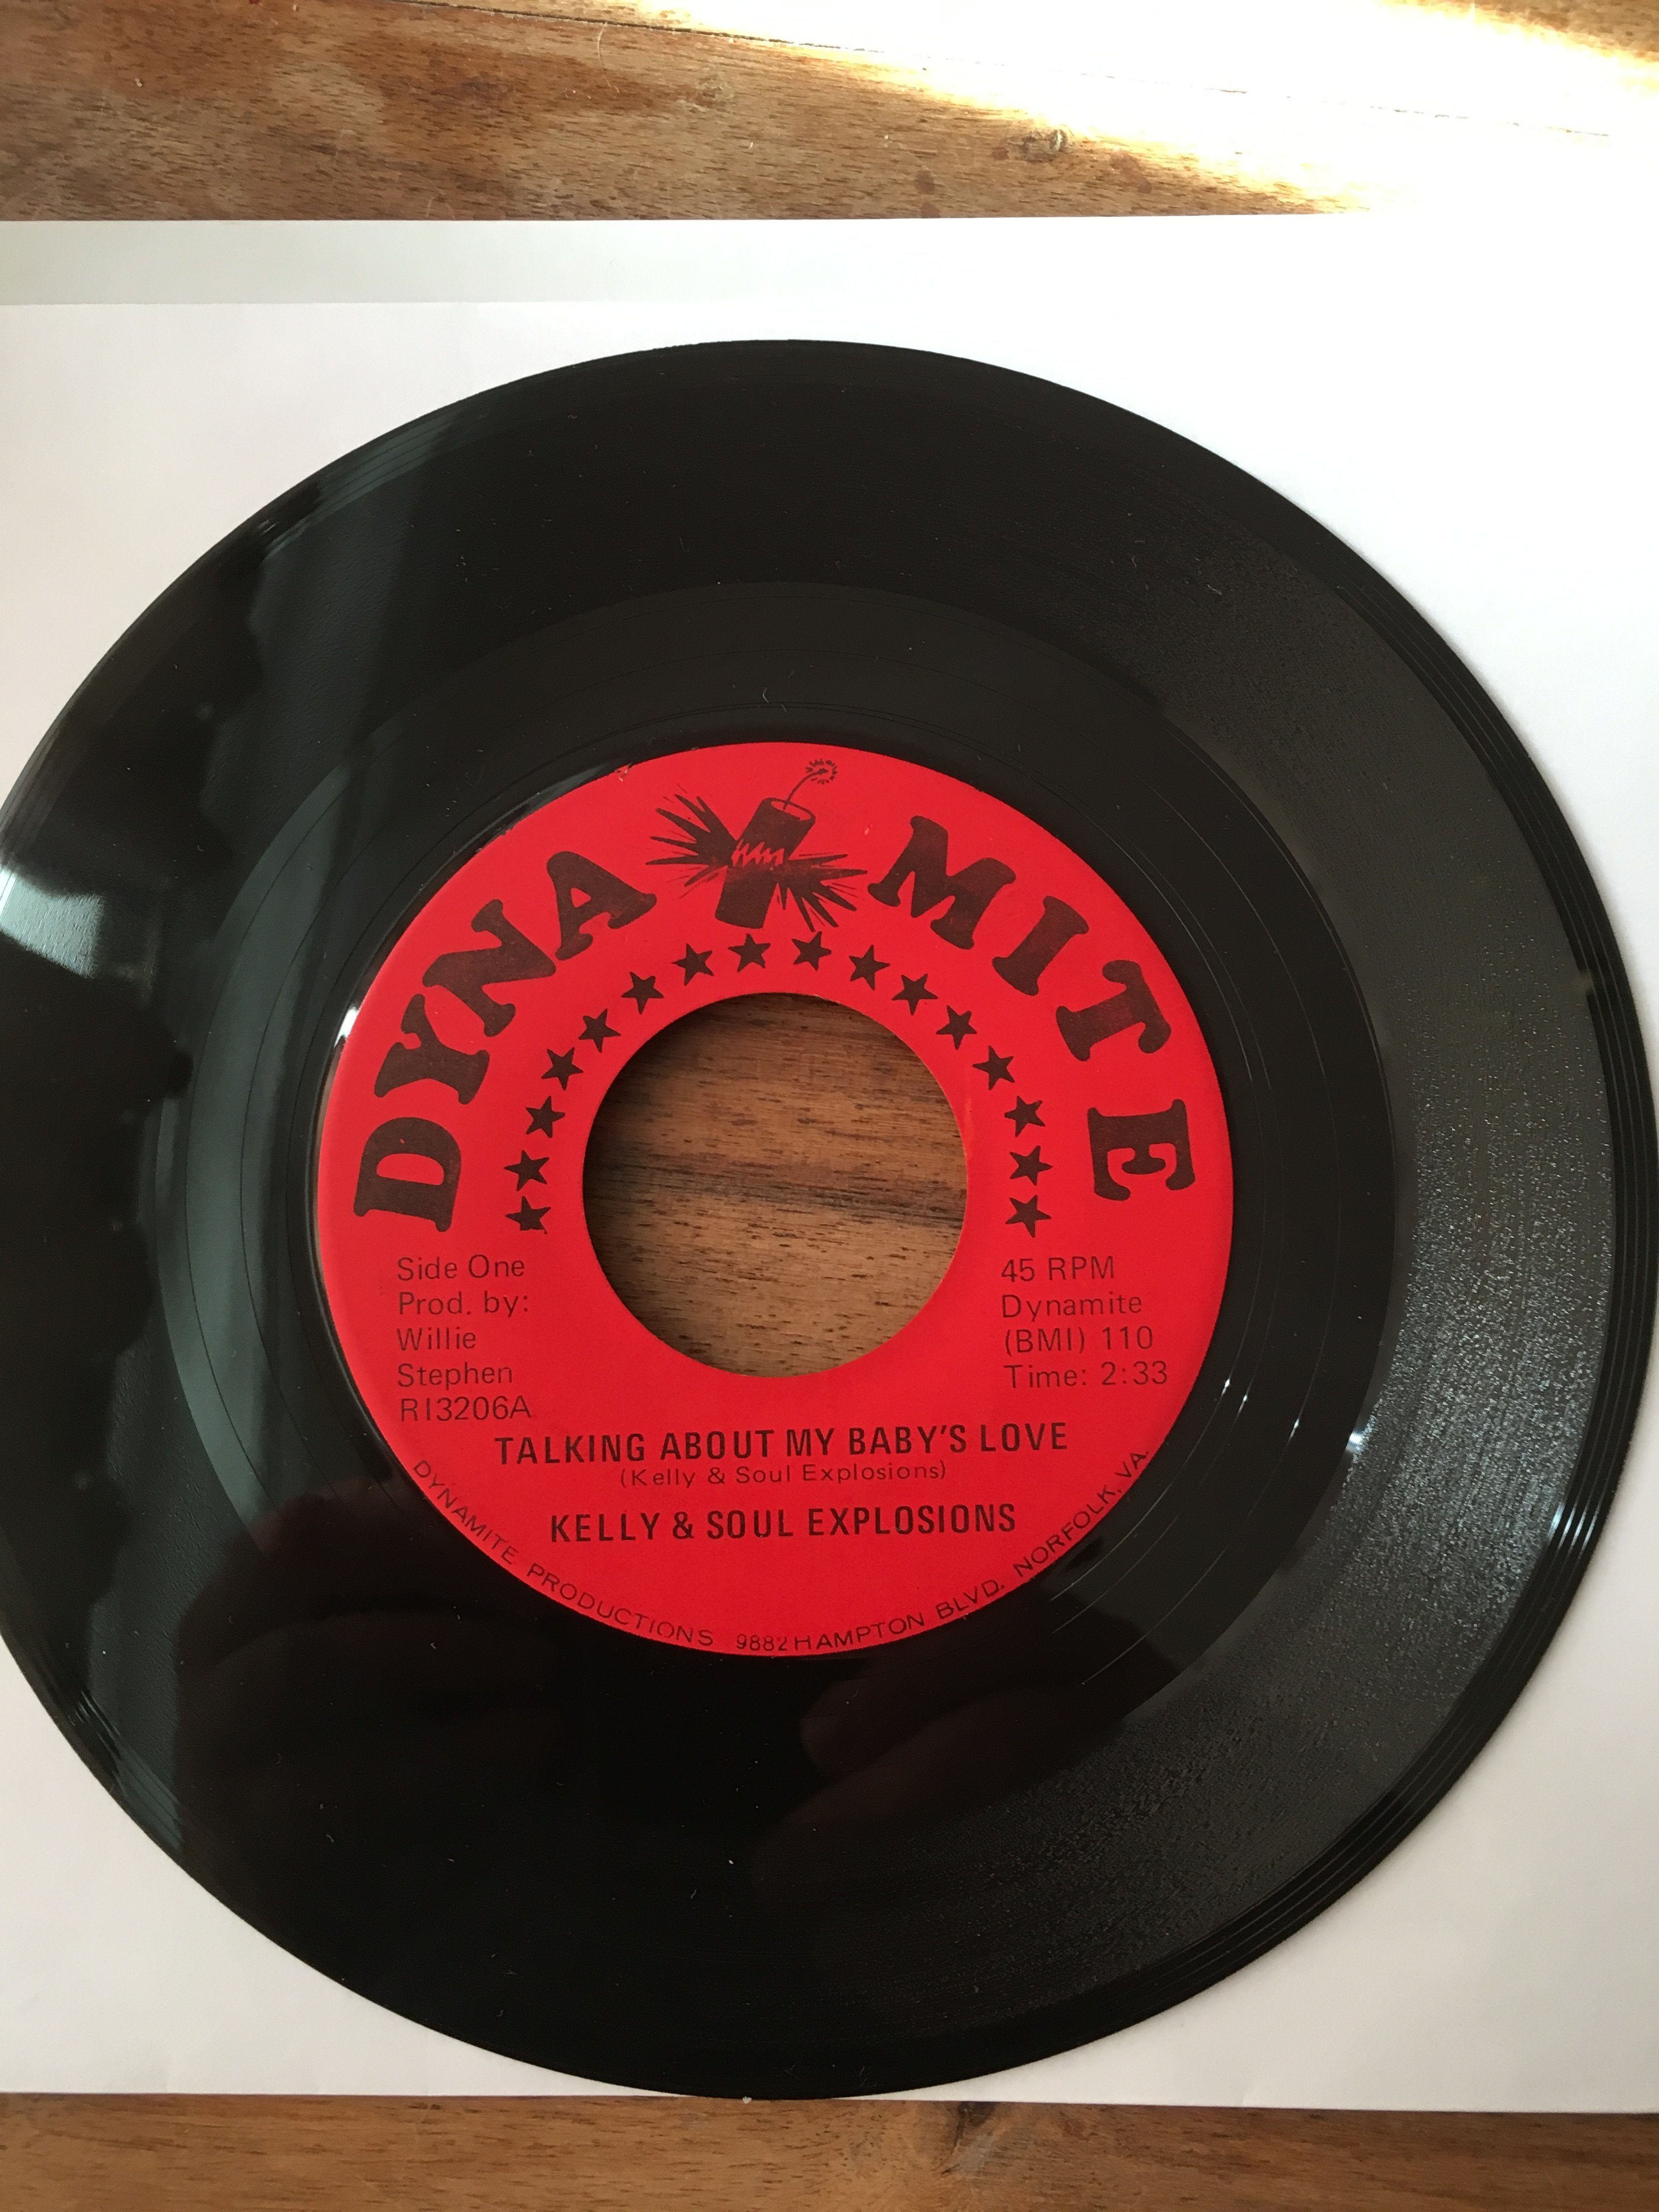 DYNA MITE
Side One
Prod. by:
Willie
Stephen
RI3206A
45 RPM
Dynamite
(BMI) 110
Time: 2:33
TALKING ABOUT MY BABY'S LOVE
(Kelly & Soul Explosions)
KELLY & SOUL EXPLOSIONS
DYNAMITE PRODUCTIONS 9882 HAMPTON BLVD. NORFOLK, VA.